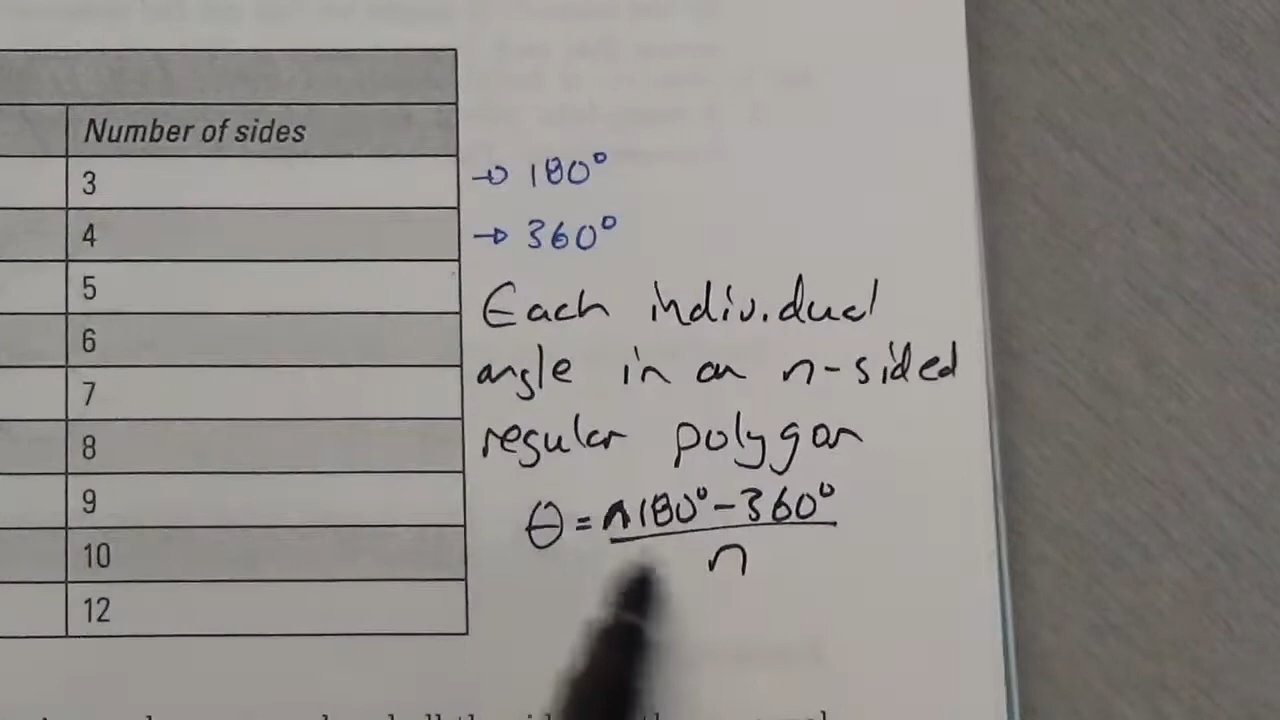 Number of sides
3 → 180°
4 → 360°
5
6
7
8
9
10
12
Each individual
angle in an n-sided
regular polygon
θ = n180° - 360°
n